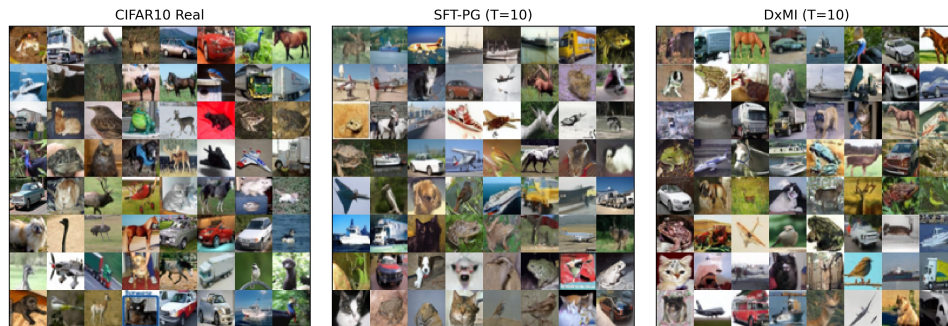 CIFAR10 Real
SFT-PG (T=10)
DxMI (T=10)